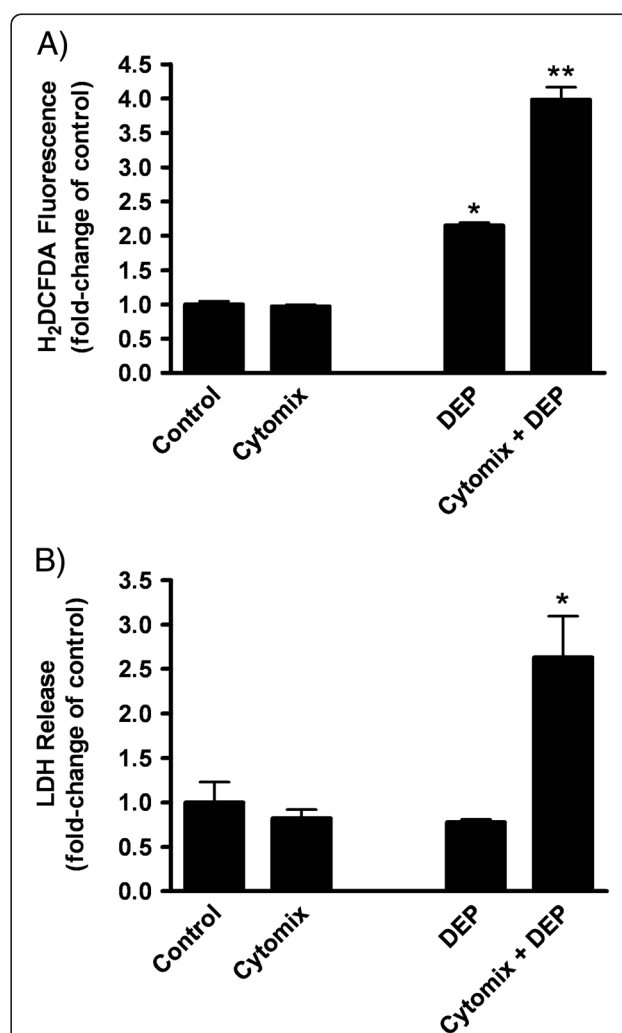 A)
H₂DCFDA Fluorescence
(fold-change of control)
4.5
4.0
3.5
3.0
2.5
2.0
1.5
1.0
0.5
0.0
*
**
Control
Cytomix
DEP
Cytomix + DEP
B)
LDH Release
(fold-change of control)
3.5
3.0
2.5
2.0
1.5
1.0
0.5
0.0
*
Control
Cytomix
DEP
Cytomix + DEP